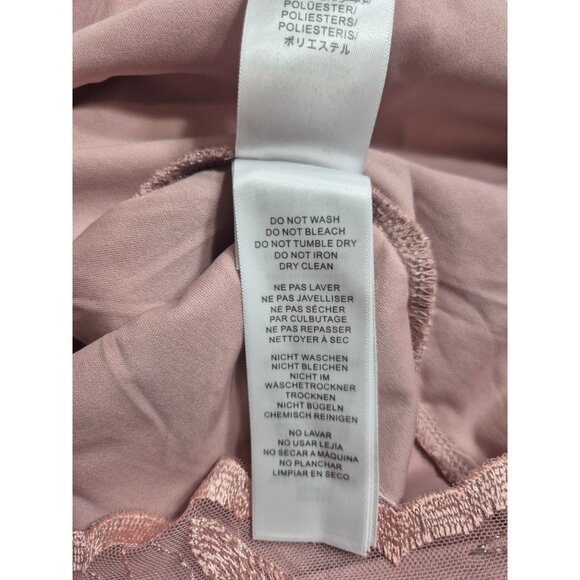 POLÜESTER/
POLIESTERS/
POLIESTERIS/
ポリエステル
DO NOT WASH
DO NOT BLEACH
DO NOT TUMBLE DRY
DO NOT IRON
DRY CLEAN
NE PAS LAVER
NE PAS JAVELLISER
NE PAS SÉCHER
PAR CULBUTAGE
NE PAS REPASSER
NETTOYER À SEC
NICHT WASCHEN
NICHT BLEICHEN
NICHT IM
WÄSCHETROCKNER
TROCKNEN
NICHT BÜGELN
CHEMISCH REINIGEN
NO LAVAR
NO USAR LEJÍA
NO SECAR A MÁQUINA
NO PLANCHAR
LIMPIAR EN SECO